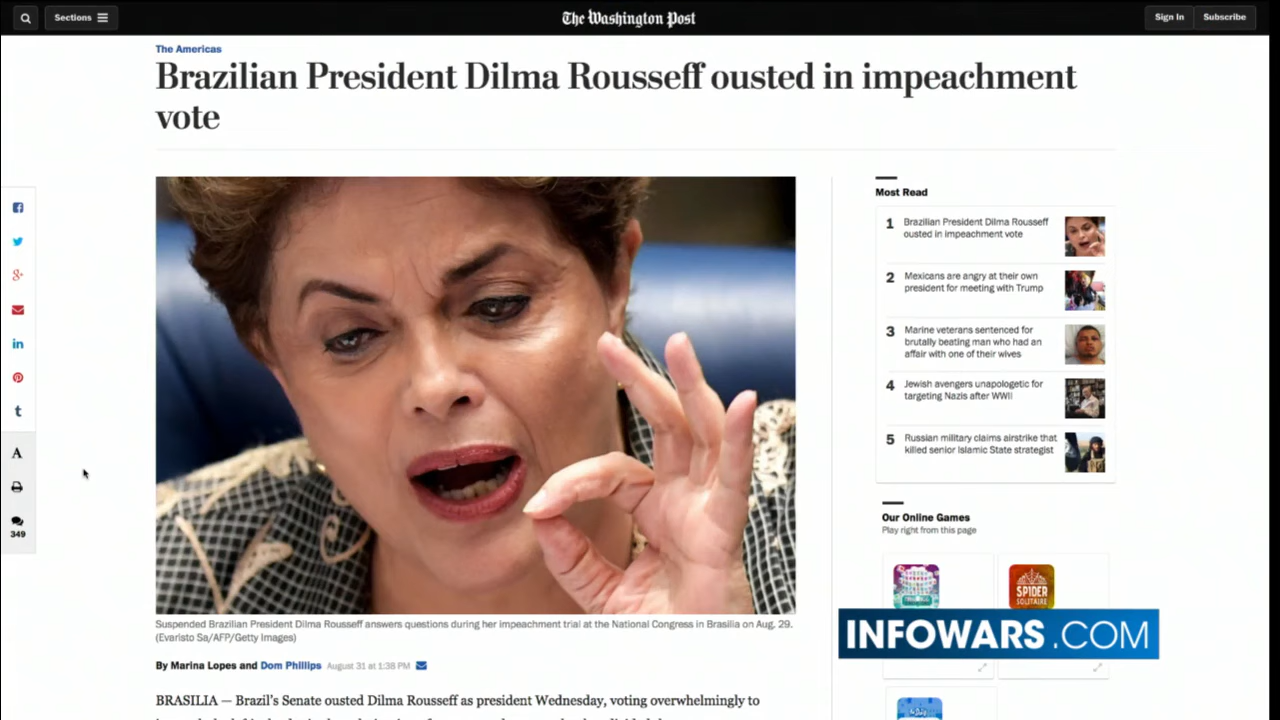 Sections
The Washington Post
Sign In
Subscribe
The Americas
Brazilian President Dilma Rousseff ousted in impeachment
vote
349
Suspended Brazilian President Dilma Rousseff answers questions during her impeachment trial at the National Congress in Brasilia on Aug. 29.
(Evaristo Sa/AFP/Getty Images)
By Marina Lopes and Dom Phillips August 31 at 1:38 PM
BRASILIA — Brazil's Senate ousted Dilma Rousseff as president Wednesday, voting overwhelmingly to
Most Read
1 Brazilian President Dilma Rousseff
ousted in impeachment vote
2 Mexicans are angry at their own
president for meeting with Trump
3 Marine veterans sentenced for
brutally beating man who had an
affair with one of their wives
4 Jewish avengers unapologetic for
targeting Nazis after WWII
5 Russian military claims airstrike that
killed senior Islamic State strategist
Our Online Games
Play right from this page
SPIDER
SOLITAIRE
INFOWARS.COM